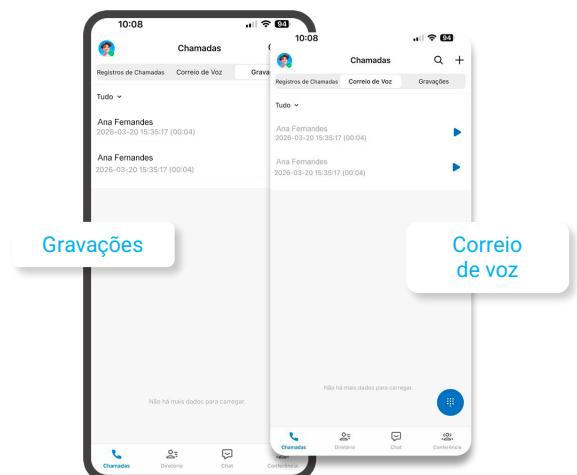 10:08
94
Chamadas
Registros de Chamadas Correio de Voz Grava
Tudo
Ana Fernandes
2026-03-20 15:35:17 (00:04)
Ana Fernandes
2026-03-20 15:35:17 (00:04)
Não há mais dados para carregar.
Chamadas Diretório Chat Conferência
Gravações
10:08
94
Chamadas
Registros de Chamadas Correio de Voz Gravações
Tudo
Ana Fernandes
2026-03-20 15:35:17 (00:04)
Ana Fernandes
2026-03-20 15:35:17 (00:04)
Não há mais dados para carregar.
Chamadas Diretório Chat Conferência
Correio
de voz